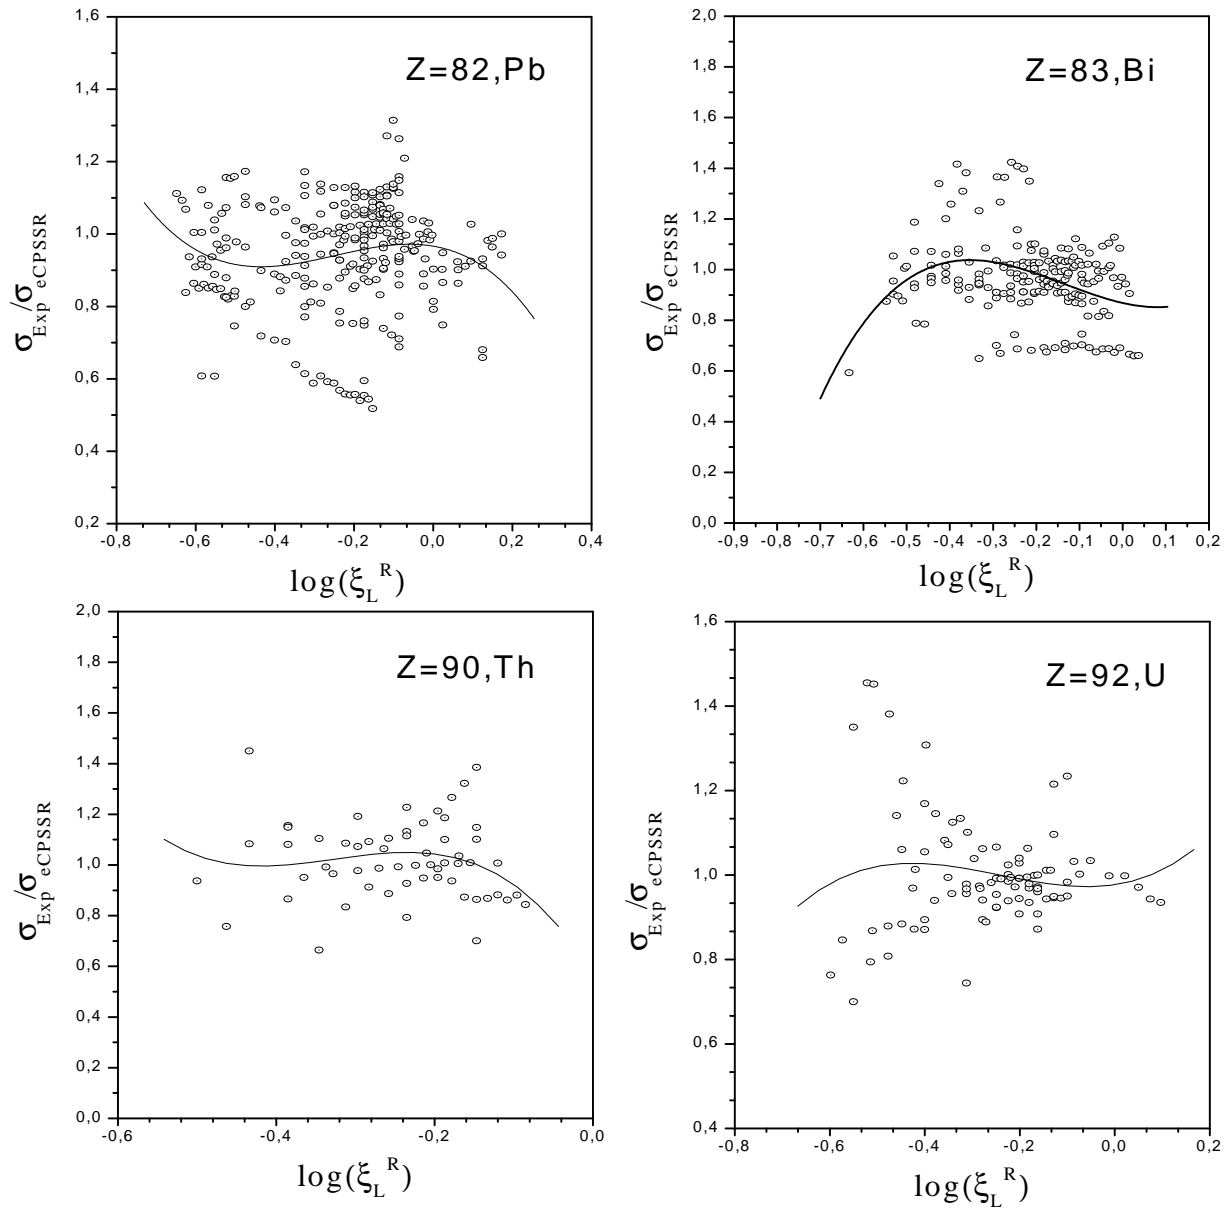 Z=82,Pb
1,6
1,4
1,2
1,0
0,8
0,6
0,4
0,2
-0,8 -0,6 -0,4 -0,2 0,0 0,2 0,4
σExp/σeCPSSR
log(ξL^R)
Z=83,Bi
2,0
1,8
1,6
1,4
1,2
1,0
0,8
0,6
0,4
0,2
0,0
-0,9 -0,8 -0,7 -0,6 -0,5 -0,4 -0,3 -0,2 -0,1 0,0 0,1 0,2
σExp/σeCPSSR
log(ξL^R)
Z=90,Th
2,0
1,8
1,6
1,4
1,2
1,0
0,8
0,6
0,4
0,2
0,0
-0,6 -0,4 -0,2 0,0
σExp/σeCPSSR
log(ξL^R)
Z=92,U
1,6
1,4
1,2
1,0
0,8
0,6
0,4
-0,8 -0,6 -0,4 -0,2 0,0 0,2
σExp/σeCPSSR
log(ξL^R)